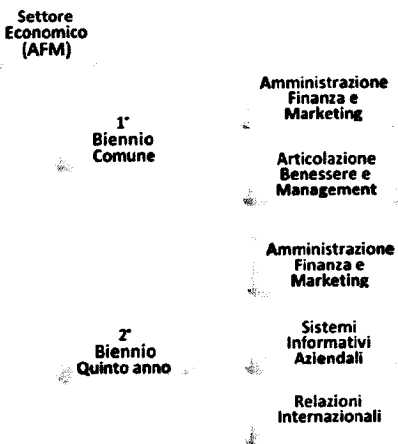 Settore
Economico
(AFM)
1°
Biennio
Comune
Amministrazione
Finanza e
Marketing
Articolazione
Benessere e
Management
2°
Biennio
Quinto anno
Amministrazione
Finanza e
Marketing
Sistemi
Informativi
Aziendali
Relazioni
Internazionali